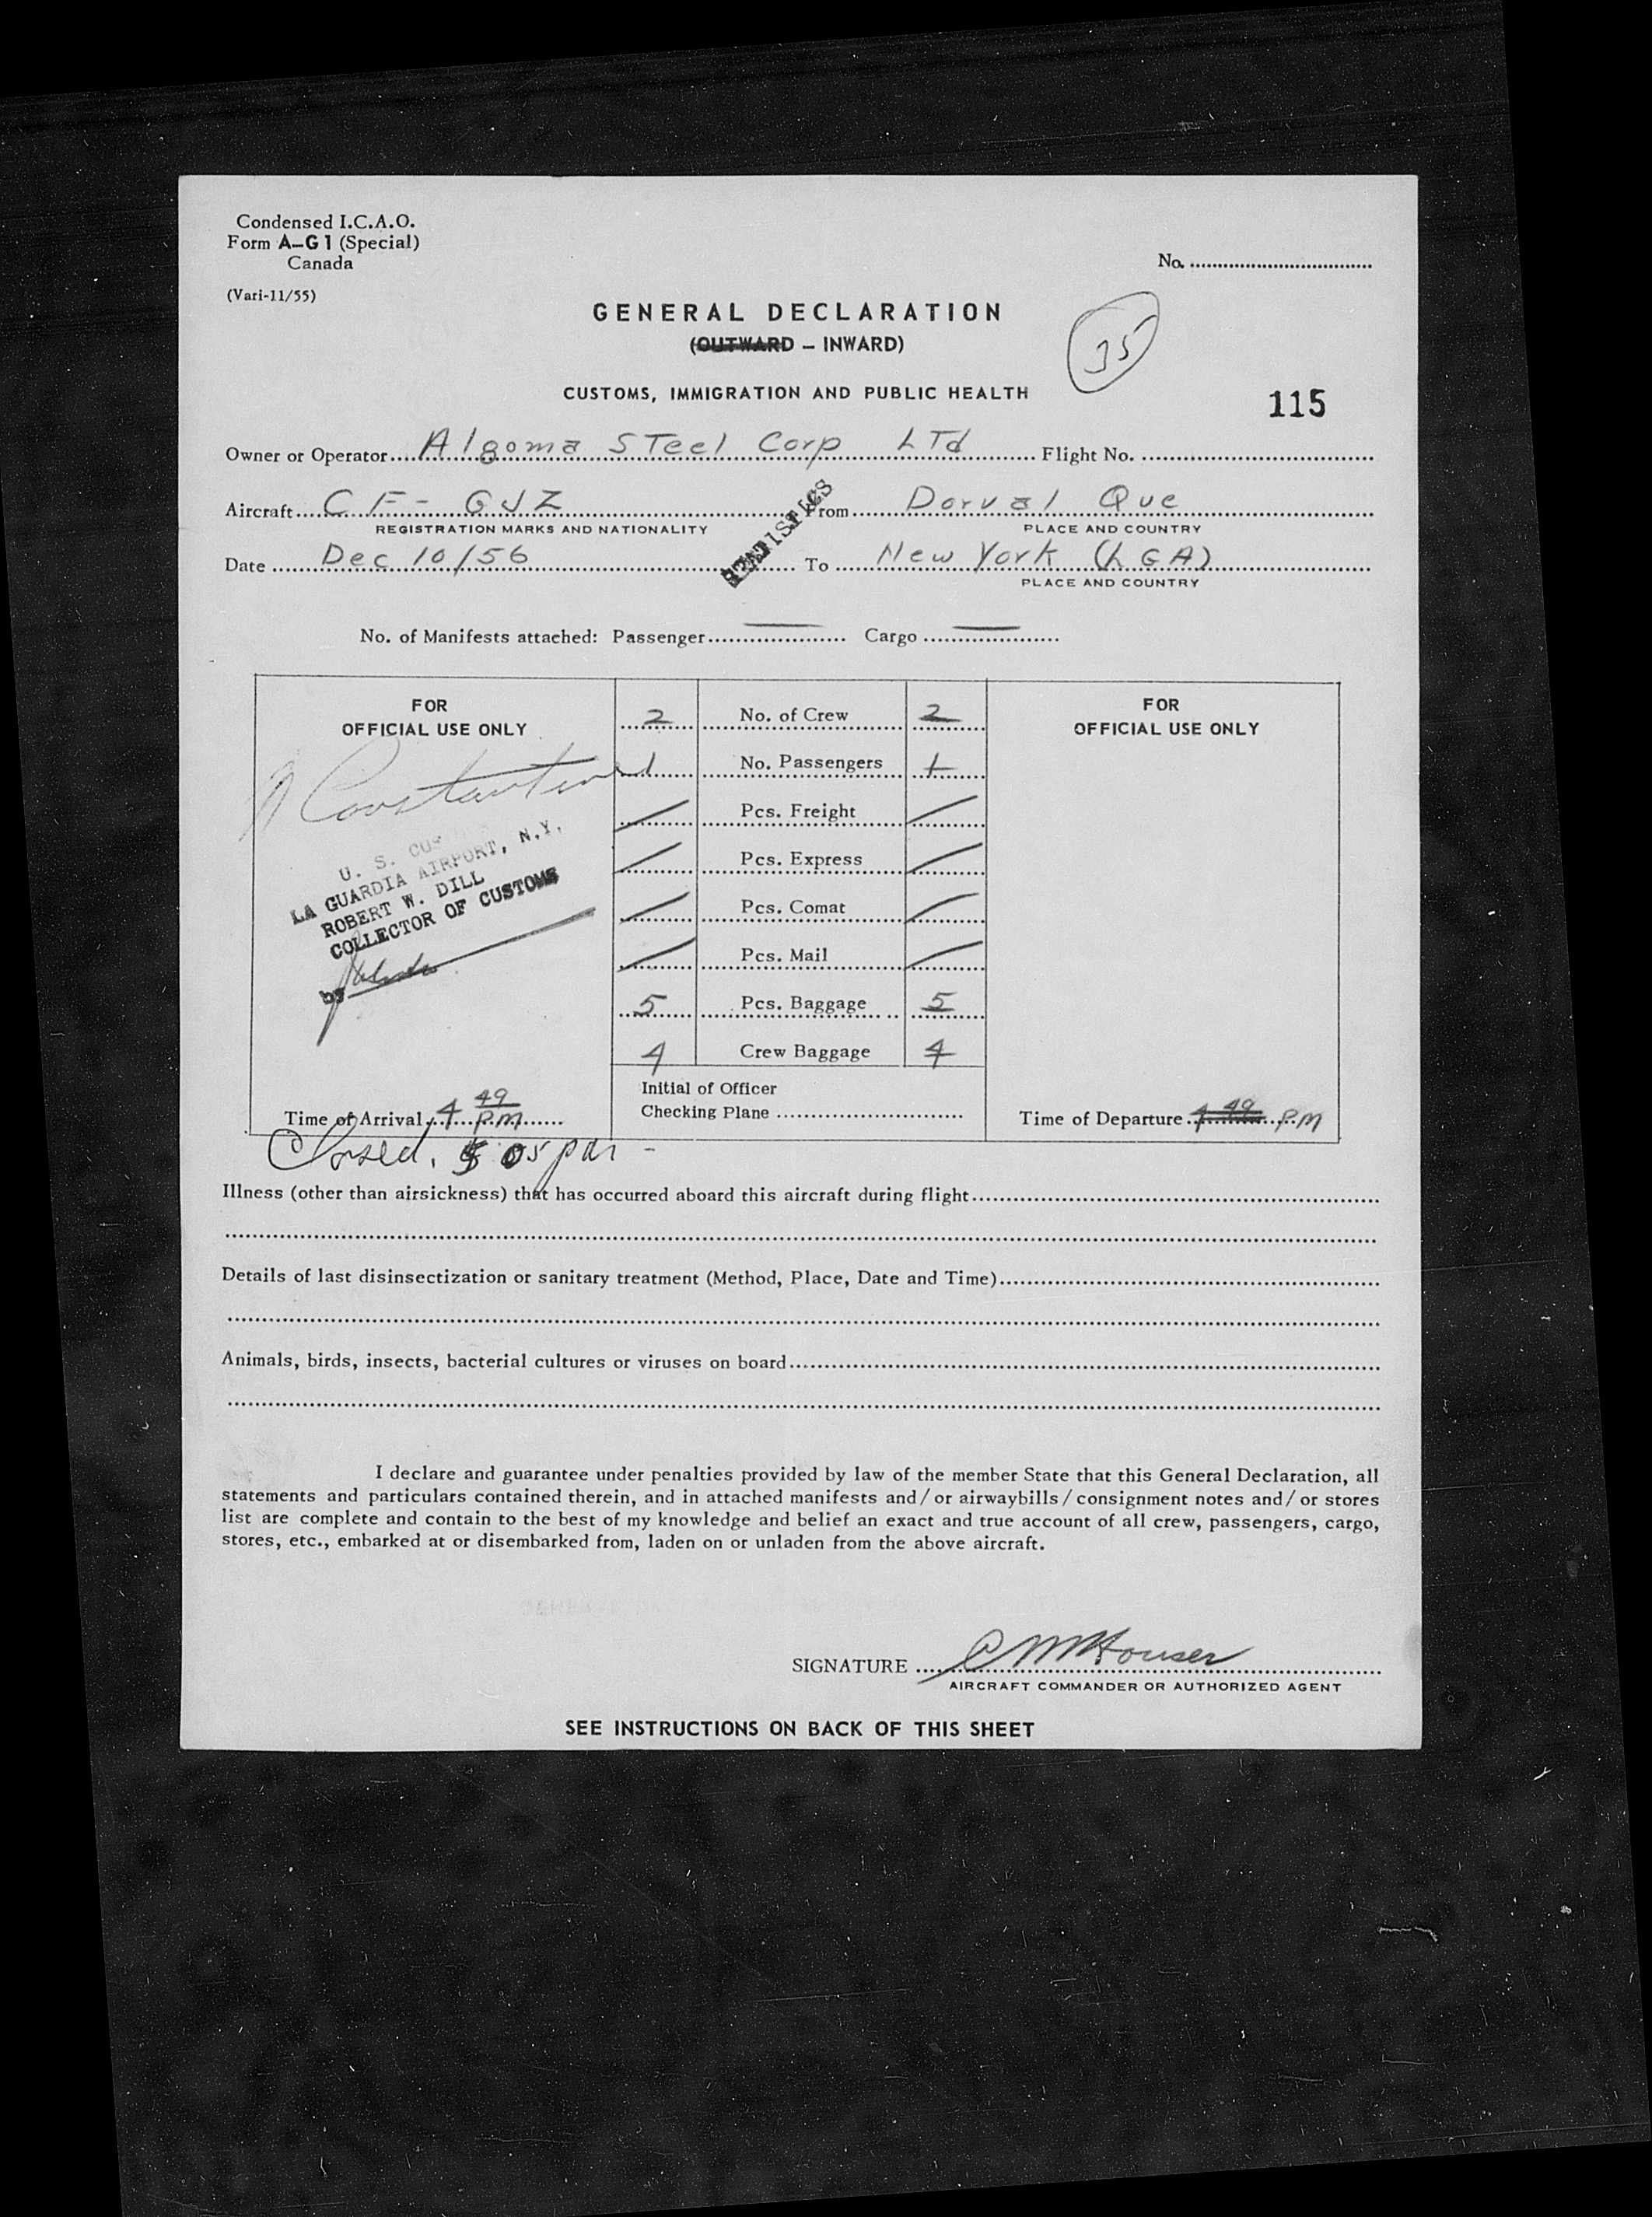 Condensed I.C.A.O.
Form A–G 1 (Special)
Canada
No. ..............................
(Vari-11/55)
GENERAL DECLARATION
(OUTWARD – INWARD)
35
CUSTOMS, IMMIGRATION AND PUBLIC HEALTH
115
Owner or Operator Algoma STeel Corp LTd Flight No.
Aircraft CF - GJZ From Dorval Que
REGISTRATION MARKS AND NATIONALITY PLACE AND COUNTRY
Date Dec 10/56 To New York (LGA)
PLACE AND COUNTRY
STATISTICS
No. of Manifests attached: Passenger — Cargo —
FOR
OFFICIAL USE ONLY
Constantine
U. S. CUS
LA GUARDIA AIRPORT, N.Y.
ROBERT W. DILL
COLLECTOR OF CUSTOMS
by
Time of Arrival 4 49 P.M.
2 No. of Crew 2
1 No. Passengers 1
/ Pcs. Freight /
/ Pcs. Express /
/ Pcs. Comat /
/ Pcs. Mail /
5 Pcs. Baggage 5
4 Crew Baggage 4
Initial of Officer
Checking Plane
FOR
OFFICIAL USE ONLY
Time of Departure 4 49 P.M
Closed. 5 05 pm -
Illness (other than airsickness) that has occurred aboard this aircraft during flight
Details of last disinsectization or sanitary treatment (Method, Place, Date and Time)
Animals, birds, insects, bacterial cultures or viruses on board
I declare and guarantee under penalties provided by law of the member State that this General Declaration, all
statements and particulars contained therein, and in attached manifests and/or airwaybills/consignment notes and/or stores
list are complete and contain to the best of my knowledge and belief an exact and true account of all crew, passengers, cargo,
stores, etc., embarked at or disembarked from, laden on or unladen from the above aircraft.
SIGNATURE C M Houser
AIRCRAFT COMMANDER OR AUTHORIZED AGENT
SEE INSTRUCTIONS ON BACK OF THIS SHEET